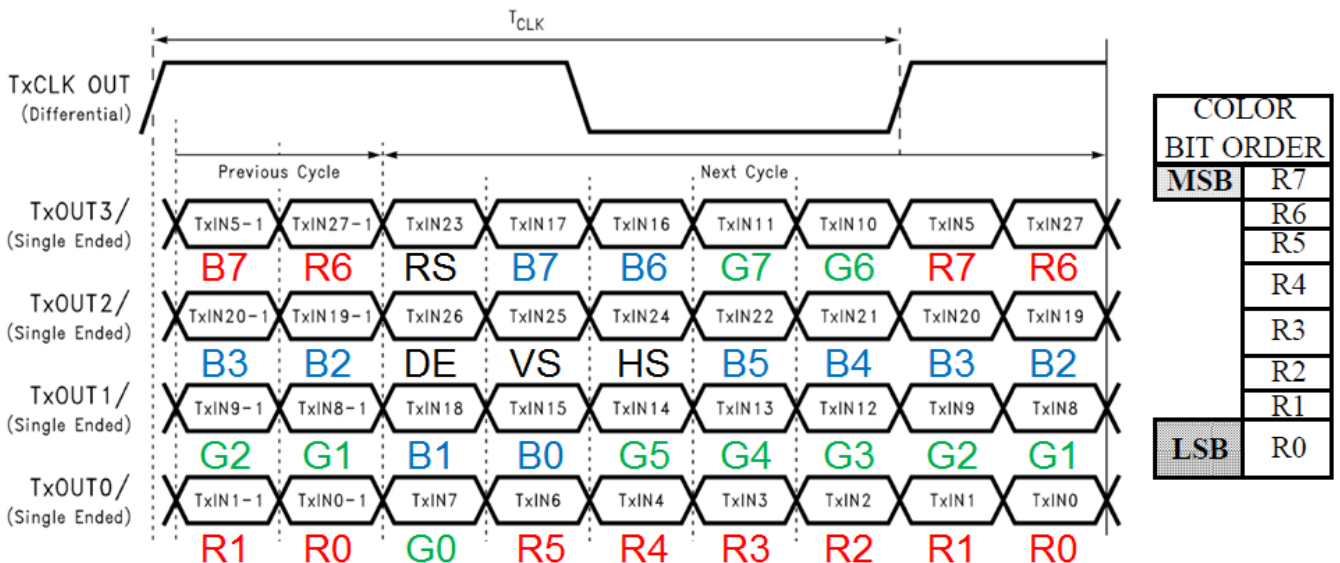 TCLK
TxCLK OUT
(Differential)
Previous Cycle
Next Cycle
TxOUT3/
(Single Ended)
TxIN5-1 TxIN27-1 TxIN23 TxIN17 TxIN16 TxIN11 TxIN10 TxIN5 TxIN27
B7 R6 RS B7 B6 G7 G6 R7 R6
TxOUT2/
(Single Ended)
TxIN20-1 TxIN19-1 TxIN26 TxIN25 TxIN24 TxIN22 TxIN21 TxIN20 TxIN19
B3 B2 DE VS HS B5 B4 B3 B2
TxOUT1/
(Single Ended)
TxIN9-1 TxIN8-1 TxIN18 TxIN15 TxIN14 TxIN13 TxIN12 TxIN9 TxIN8
G2 G1 B1 B0 G5 G4 G3 G2 G1
TxOUT0/
(Single Ended)
TxIN1-1 TxIN0-1 TxIN7 TxIN6 TxIN4 TxIN3 TxIN2 TxIN1 TxIN0
R1 R0 G0 R5 R4 R3 R2 R1 R0
COLOR
BIT ORDER
MSB R7
R6
R5
R4
R3
R2
R1
LSB R0